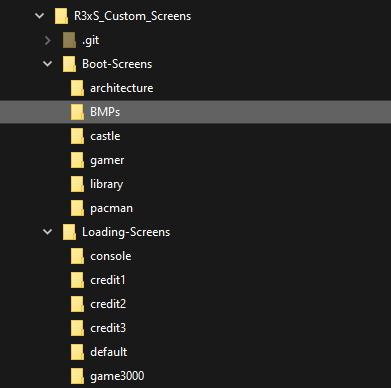 R3xS_Custom_Screens
.git
Boot-Screens
architecture
BMPs
castle
gamer
library
pacman
Loading-Screens
console
credit1
credit2
credit3
default
game3000